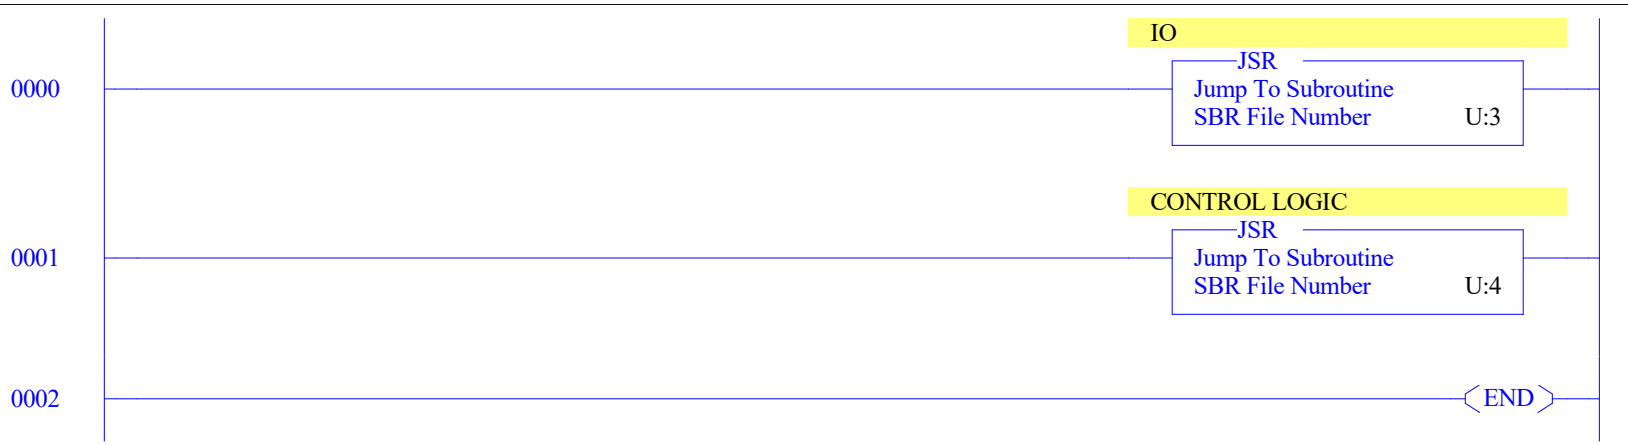 IO
JSR
0000
Jump To Subroutine
SBR File Number U:3
CONTROL LOGIC
JSR
0001
Jump To Subroutine
SBR File Number U:4
0002
END